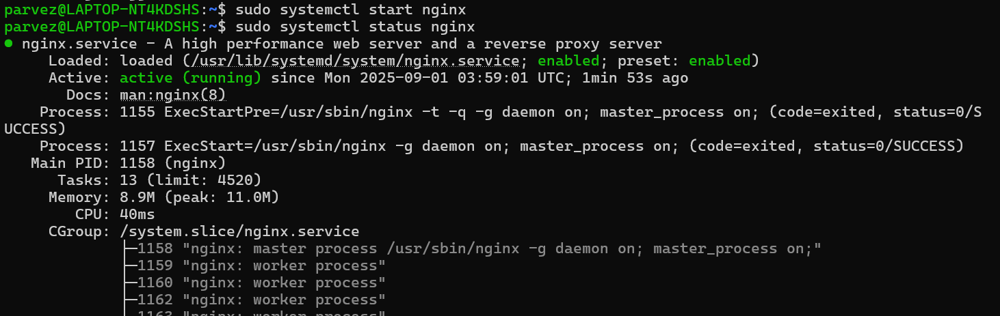 parvez@LAPTOP-NT4KDSHS:~$ sudo systemctl start nginx
parvez@LAPTOP-NT4KDSHS:~$ sudo systemctl status nginx
● nginx.service - A high performance web server and a reverse proxy server
     Loaded: loaded (/usr/lib/systemd/system/nginx.service; enabled; preset: enabled)
     Active: active (running) since Mon 2025-09-01 03:59:01 UTC; 1min 53s ago
       Docs: man:nginx(8)
    Process: 1155 ExecStartPre=/usr/sbin/nginx -t -q -g daemon on; master_process on; (code=exited, status=0/S
UCCESS)
    Process: 1157 ExecStart=/usr/sbin/nginx -g daemon on; master_process on; (code=exited, status=0/SUCCESS)
   Main PID: 1158 (nginx)
      Tasks: 13 (limit: 4520)
     Memory: 8.9M (peak: 11.0M)
        CPU: 40ms
     CGroup: /system.slice/nginx.service
             ├─1158 "nginx: master process /usr/sbin/nginx -g daemon on; master_process on;"
             ├─1159 "nginx: worker process"
             ├─1160 "nginx: worker process"
             ├─1162 "nginx: worker process"
             ├─1163 "nginx: worker process"